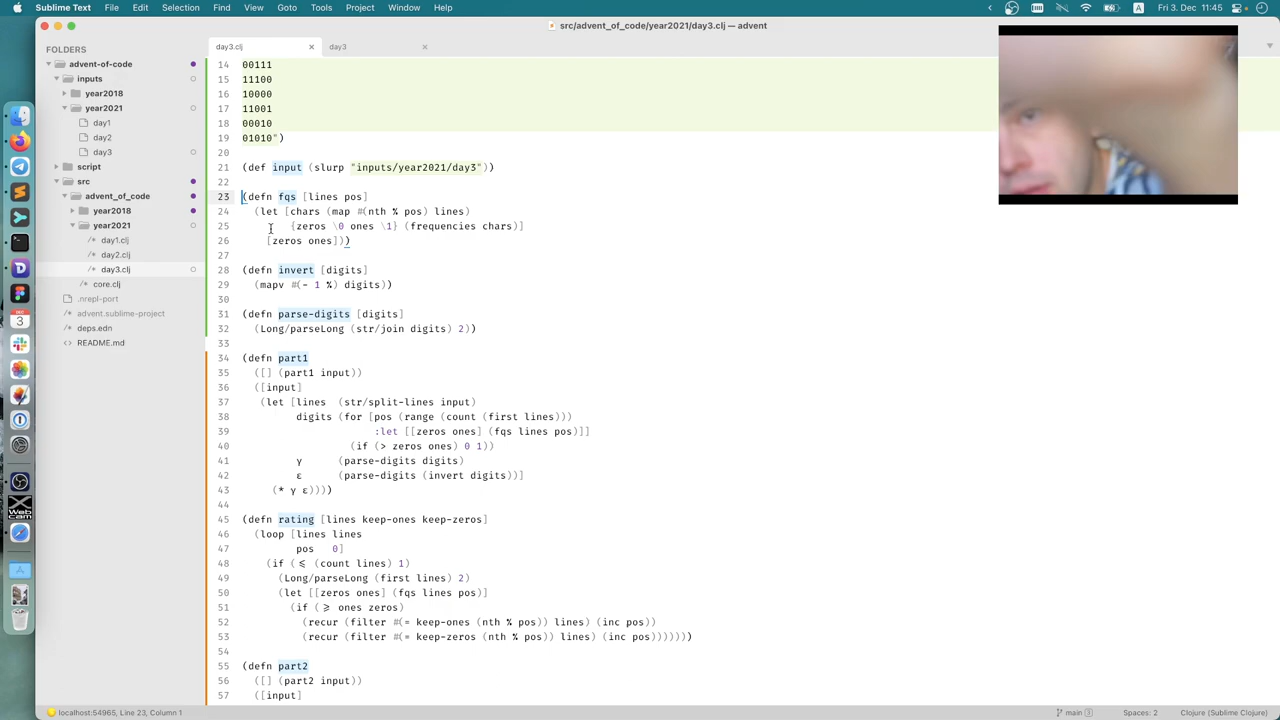 Sublime Text File Edit Selection Find View Goto Tools Project Window Help
Fri Dec 3, 11:45
src/advent_of_code/year2021/day3.clj — advent
FOLDERS
advent-of-code
inputs
year2018
year2021
day1
day2
day3
script
src
advent_of_code
year2018
year2021
/* day1.clj
/* day2.clj
/* day3.clj
/* core.clj
/* .nrepl-port
/* advent.sublime-project
/* deps.edn
<> README.md
day3.clj ×
day3 ×
14 00111
15 11100
16 10000
17 11001
18 00010
19 01010")
20
21 (def input (slurp "inputs/year2021/day3"))
22
23 (defn fqs [lines pos]
24 (let [chars (map #(nth % pos) lines)
25 {zeros \0 ones \1} (frequencies chars)]
26 [zeros ones]))
27
28 (defn invert [digits]
29 (mapv #(- 1 %) digits))
30
31 (defn parse-digits [digits]
32 (Long/parseLong (str/join digits) 2))
33
34 (defn part1
35 ([] (part1 input))
36 ([input]
37 (let [lines (str/split-lines input)
38 digits (for [pos (range (count (first lines)))
39 :let [[zeros ones] (fqs lines pos)]]
40 (if (> zeros ones) 0 1))
41 γ (parse-digits digits)
42 ε (parse-digits (invert digits))]
43 (* γ ε))))
44
45 (defn rating [lines keep-ones keep-zeros]
46 (loop [lines lines
47 pos 0]
48 (if (⩽ (count lines) 1)
49 (Long/parseLong (first lines) 2)
50 (let [[zeros ones] (fqs lines pos)]
51 (if (⩾ ones zeros)
52 (recur (filter #(= keep-ones (nth % pos)) lines) (inc pos))
53 (recur (filter #(= keep-zeros (nth % pos)) lines) (inc pos))))))
54
55 (defn part2
56 ([] (part2 input))
57 ([input]
DEC
3
Webcam
localhost:54965, Line 23, Column 1
main 3
Spaces: 2
Clojure (Sublime Clojure)